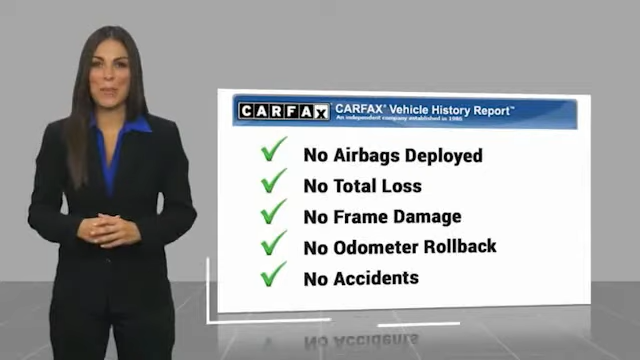 CARFAX CARFAX® Vehicle History Report™
An independent company established in 1986
No Airbags Deployed
No Total Loss
No Frame Damage
No Odometer Rollback
No Accidents